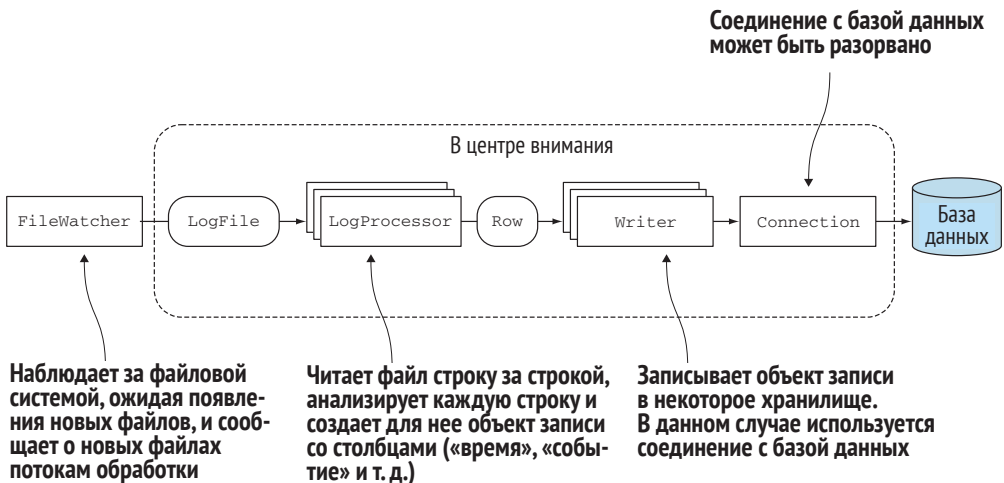 Соединение с базой данных
может быть разорвано
В центре внимания
FileWatcher
LogFile
LogProcessor
Row
Writer
Connection
База
данных
Наблюдает за файловой
системой, ожидая появле-
ния новых файлов, и сооб-
щает о новых файлах
потокам обработки
Читает файл строку за строкой,
анализирует каждую строку и
создает для нее объект записи
со столбцами («время», «собы-
тие» и т. д.)
Записывает объект записи
в некоторое хранилище.
В данном случае используется
соединение с базой данных